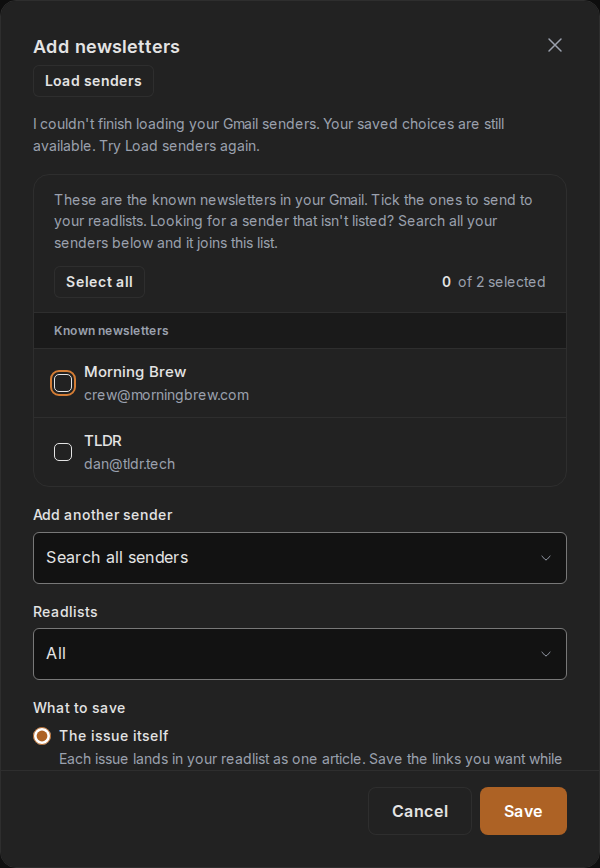 Add newsletters
Load senders
I couldn't finish loading your Gmail senders. Your saved choices are still
available. Try Load senders again.
These are the known newsletters in your Gmail. Tick the ones to send to
your readlists. Looking for a sender that isn't listed? Search all your
senders below and it joins this list.
Select all
0 of 2 selected
Known newsletters
Morning Brew
crew@morningbrew.com
TLDR
dan@tldr.tech
Add another sender
Search all senders
Readlists
All
What to save
The issue itself
Each issue lands in your readlist as one article. Save the links you want while
Cancel
Save